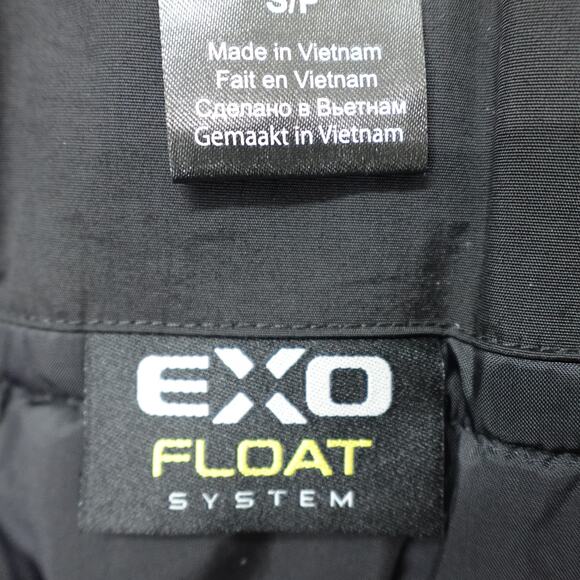 S/P
Made in Vietnam
Fait en Vietnam
Сделано в Вьетнам
Gemaakt in Vietnam
EXO
FLOAT
SYSTEM